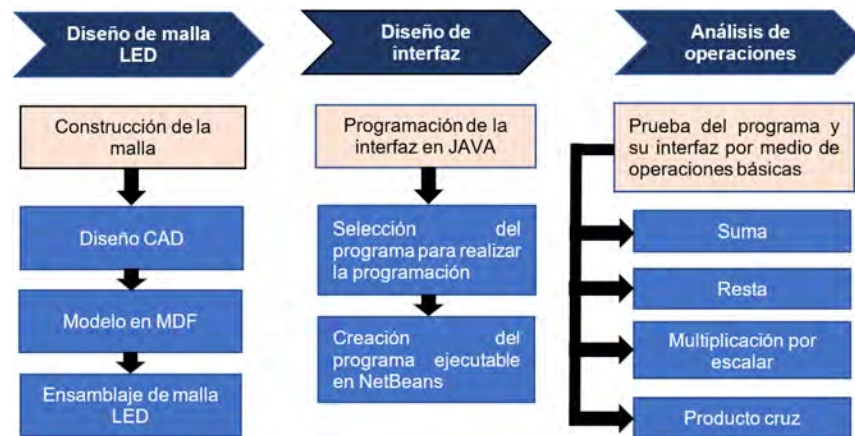 Diseño de malla
LED
Construcción de la
malla
Diseño CAD
Modelo en MDF
Ensamblaje de malla
LED
Diseño de
interfaz
Programación de la
interfaz en JAVA
Selección del
programa para realizar
la programación
Creación del
programa ejecutable
en NetBeans
Análisis de
operaciones
Prueba del programa y
su interfaz por medio de
operaciones básicas
Suma
Resta
Multiplicación por
escalar
Producto cruz